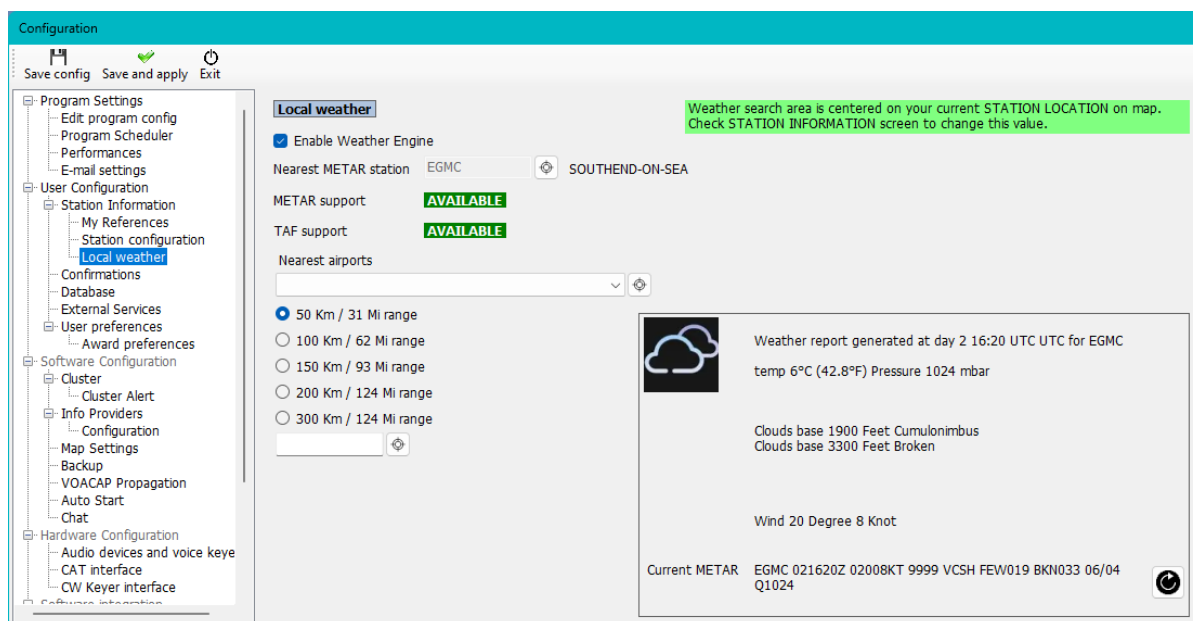 Configuration
Save config Save and apply Exit
Program Settings
Edit program config
Program Scheduler
Performances
E-mail settings
User Configuration
Station Information
My References
Station configuration
Local weather
Confirmations
Database
External Services
User preferences
Award preferences
Software Configuration
Cluster
Cluster Alert
Info Providers
Configuration
Map Settings
Backup
VOACAP Propagation
Auto Start
Chat
Hardware Configuration
Audio devices and voice keye
CAT interface
CW Keyer interface
Software integration
Local weather
Weather search area is centered on your current STATION LOCATION on map.
Check STATION INFORMATION screen to change this value.
Enable Weather Engine
Nearest METAR station EGMC SOUTHEND-ON-SEA
METAR support AVAILABLE
TAF support AVAILABLE
Nearest airports
50 Km / 31 Mi range
100 Km / 62 Mi range
150 Km / 93 Mi range
200 Km / 124 Mi range
300 Km / 124 Mi range
Weather report generated at day 2 16:20 UTC UTC for EGMC
temp 6°C (42.8°F) Pressure 1024 mbar
Clouds base 1900 Feet Cumulonimbus
Clouds base 3300 Feet Broken
Wind 20 Degree 8 Knot
Current METAR EGMC 021620Z 02008KT 9999 VCSH FEW019 BKN033 06/04
Q1024